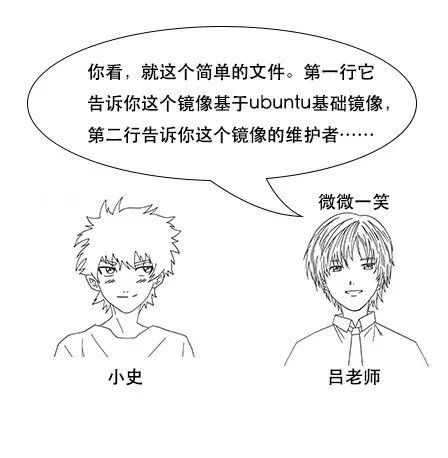 你看，就这个简单的文件。第一行它
告诉你这个镜像基于ubuntu基础镜像，
第二行告诉你这个镜像的维护者……
微微一笑
小史
吕老师